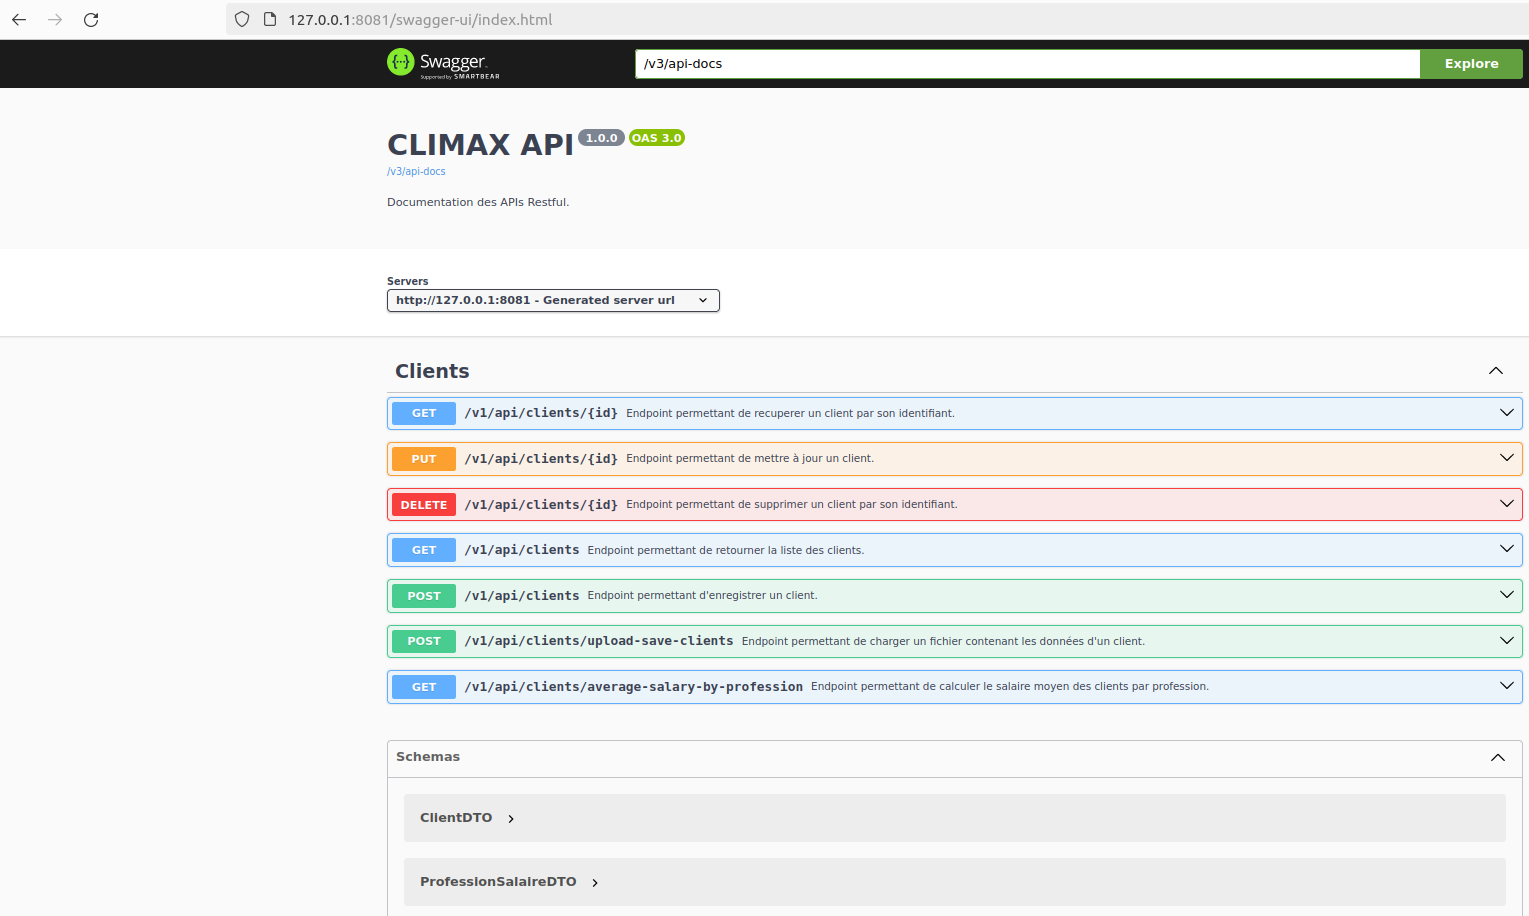 127.0.0.1:8081/swagger-ui/index.html
{··} Swagger. Supported by SMARTBEAR
/v3/api-docs Explore
CLIMAX API 1.0.0 OAS 3.0
/v3/api-docs
Documentation des APIs Restful.
Servers
http://127.0.0.1:8081 - Generated server url
Clients
GET /v1/api/clients/{id} Endpoint permettant de recuperer un client par son identifiant.
PUT /v1/api/clients/{id} Endpoint permettant de mettre à jour un client.
DELETE /v1/api/clients/{id} Endpoint permettant de supprimer un client par son identifiant.
GET /v1/api/clients Endpoint permettant de retourner la liste des clients.
POST /v1/api/clients Endpoint permettant d'enregistrer un client.
POST /v1/api/clients/upload-save-clients Endpoint permettant de charger un fichier contenant les données d'un client.
GET /v1/api/clients/average-salary-by-profession Endpoint permettant de calculer le salaire moyen des clients par profession.
Schemas
ClientDTO
ProfessionSalaireDTO